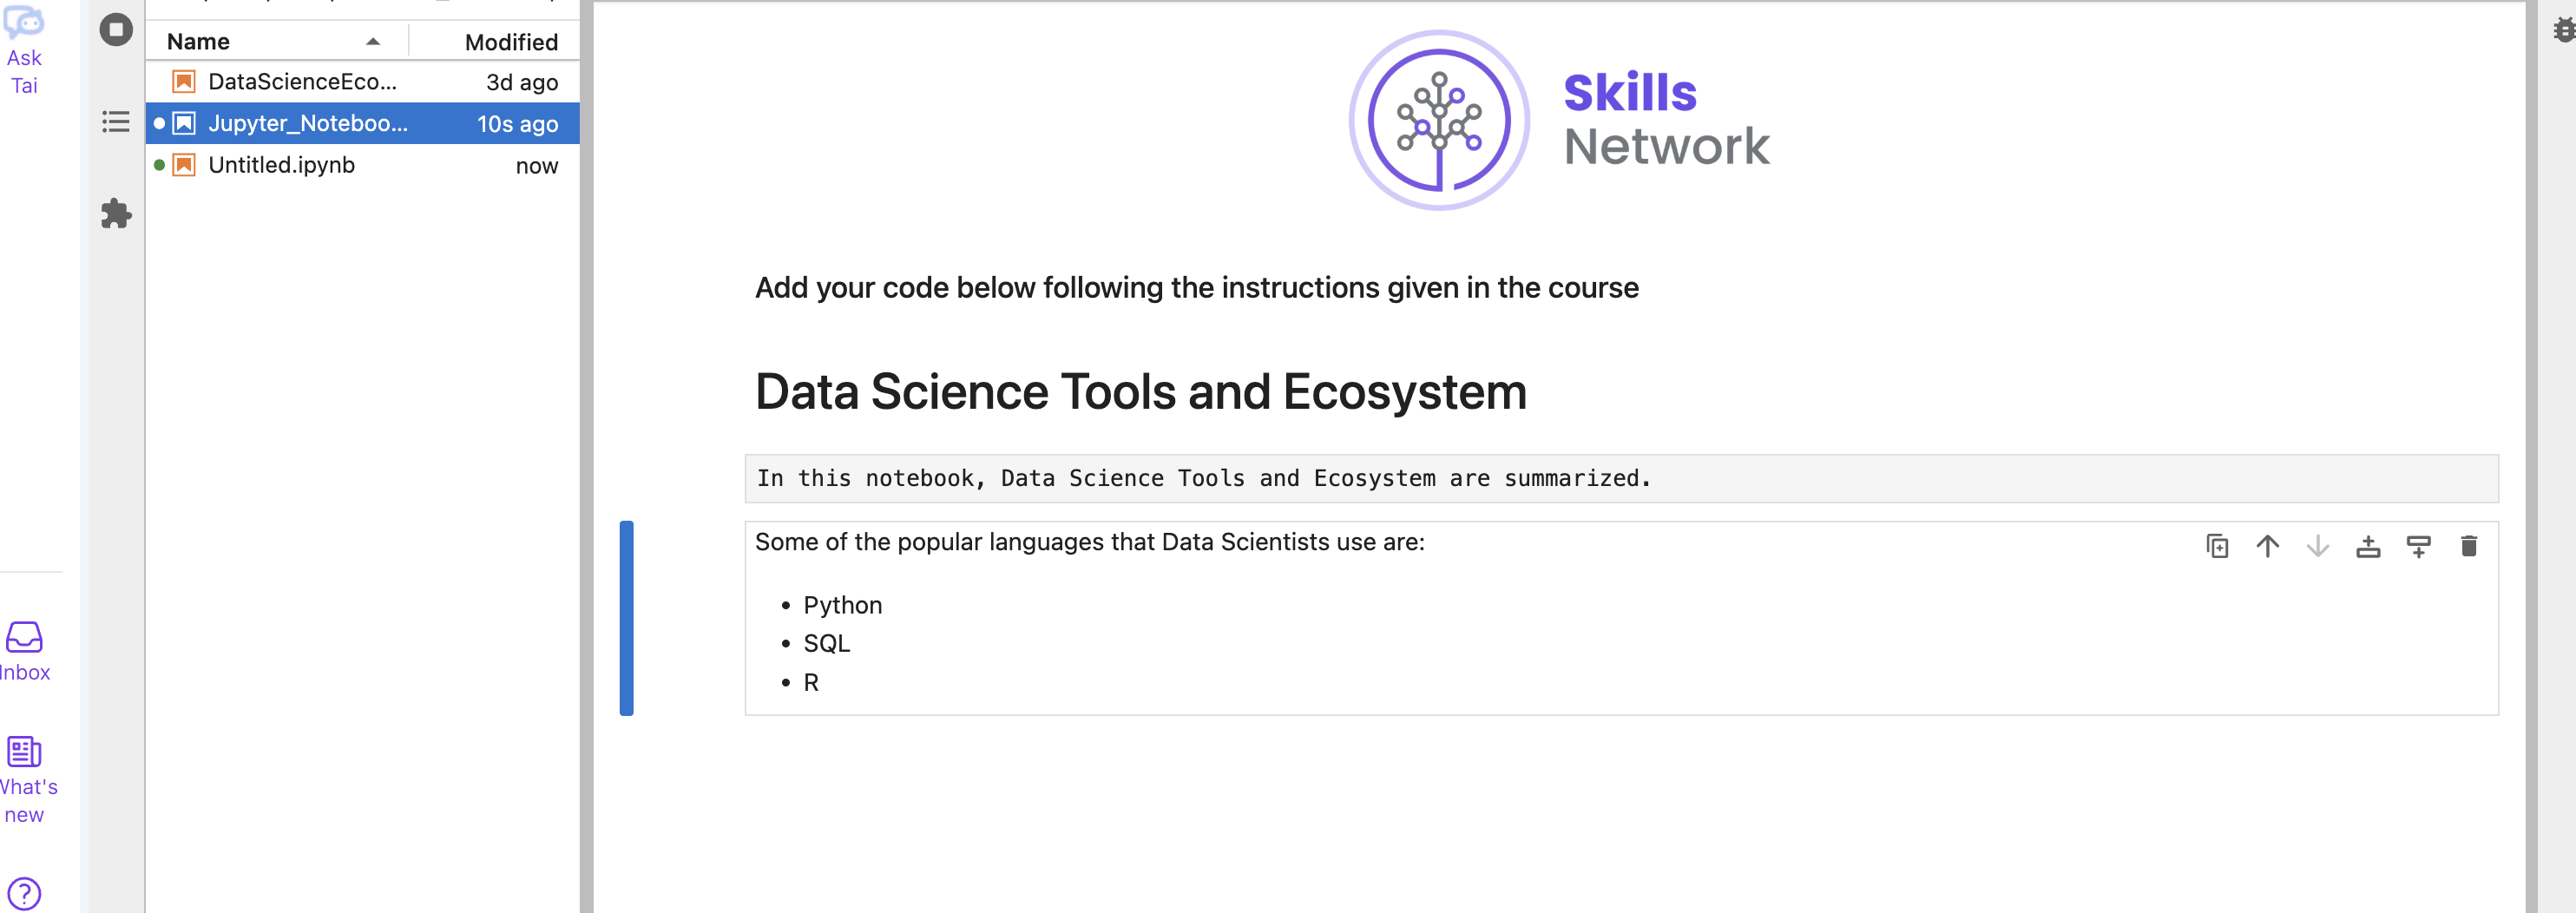 Ask
Tai
Name
Modified
DataScienceEco...
3d ago
Jupyter_Noteboo...
10s ago
Untitled.ipynb
now
Inbox
What's
new
Skills
Network
Add your code below following the instructions given in the course
Data Science Tools and Ecosystem
In this notebook, Data Science Tools and Ecosystem are summarized.
Some of the popular languages that Data Scientists use are:
• Python
• SQL
• R